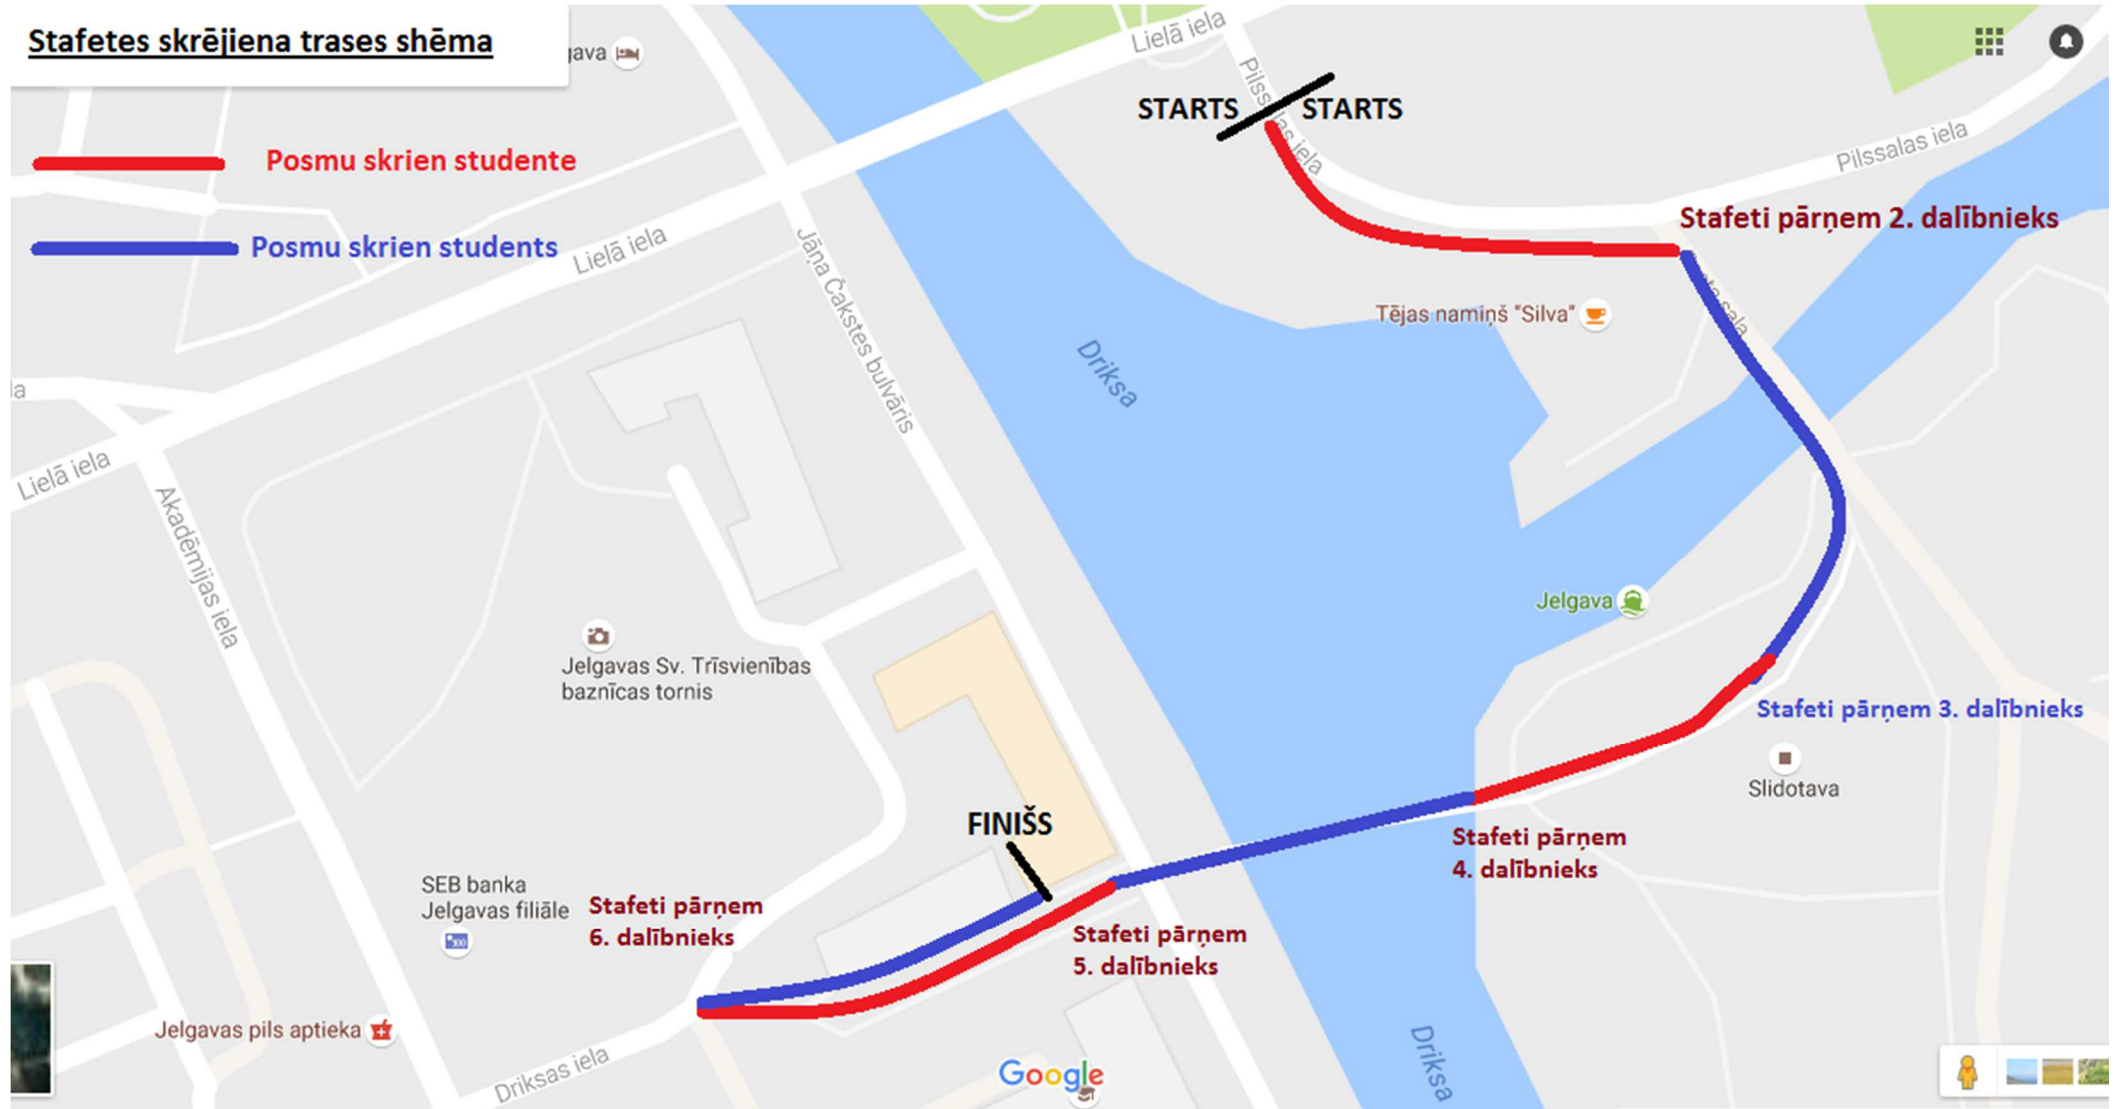 Stafetes skrējiena trases shēma
Posmu skrien studente
Posmu skrien students
Lielā iela
Pilssalas iela
STARTS
STARTS
Pilssalas iela
Stafeti pārņem 2. dalībnieks
Lielā iela
Jāņa Čakstes bulvāris
Tējas namiņš "Silva"
Driksa
Lielā iela
Akadēmijas iela
Jelgava
Jelgavas Sv. Trīsvienības
baznīcas tornis
Stafeti pārņem 3. dalībnieks
Slidotava
FINIŠS
Stafeti pārņem
4. dalībnieks
SEB banka
Jelgavas filiāle
Stafeti pārņem
6. dalībnieks
Stafeti pārņem
5. dalībnieks
Jelgavas pils aptieka
Driksas iela
Google
Driksa